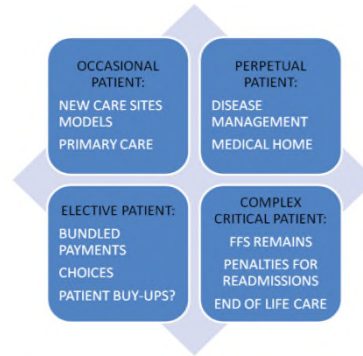 OCCASIONAL
PATIENT:
NEW CARE SITES
MODELS
PRIMARY CARE
PERPETUAL
PATIENT:
DISEASE
MANAGEMENT
MEDICAL HOME
ELECTIVE PATIENT:
BUNDLED
PAYMENTS
CHOICES
PATIENT BUY-UPS?
COMPLEX
CRITICAL PATIENT:
FFS REMAINS
PENALTIES FOR
READMISSIONS
END OF LIFE CARE